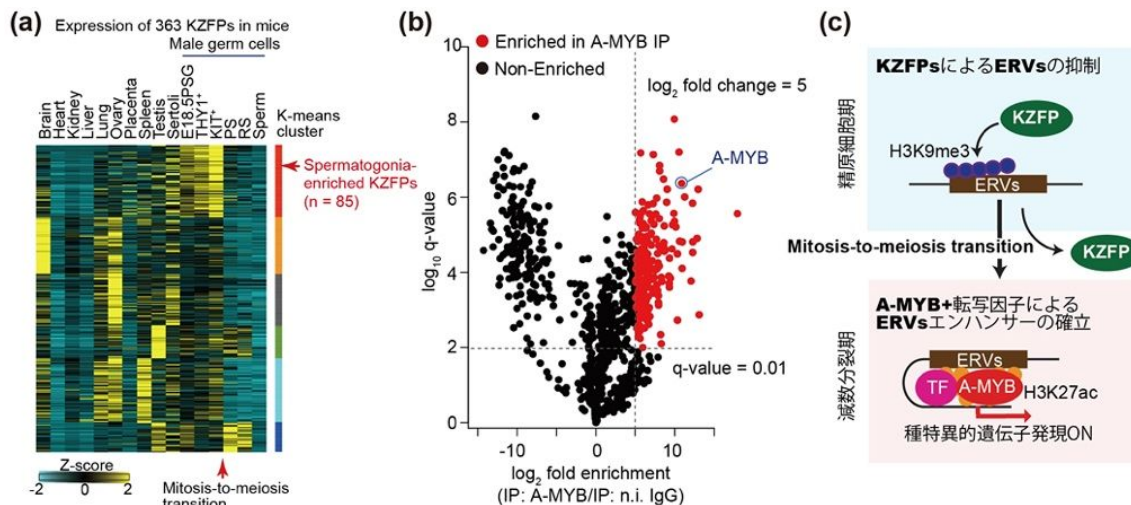 (a)
Expression of 363 KZFPs in mice
Male germ cells
Brain
Heart
Kidney
Liver
Lung
Ovary
Placenta
Spleen
Testis
Sertoli
E18.5PSG
THY1+
KIT+
PS
RS
Sperm
K-means
cluster
Spermatogonia-
enriched KZFPs
(n = 85)
Z-score
-2 0 2
Mitosis-to-meiosis
transition
(b)
Enriched in A-MYB IP
Non-Enriched
log2 fold change = 5
A-MYB
q-value = 0.01
log10 q-value
10
8
6
4
2
0
-10 0 10
log2 fold enrichment
(IP: A-MYB/IP: n.i. IgG)
(c)
精原細胞期
KZFPsによるERVsの抑制
KZFP
H3K9me3
ERVs
Mitosis-to-meiosis transition
KZFP
減数分裂期
A-MYB+転写因子による
ERVsエンハンサーの確立
ERVs
TF A-MYB H3K27ac
種特異的遺伝子発現ON